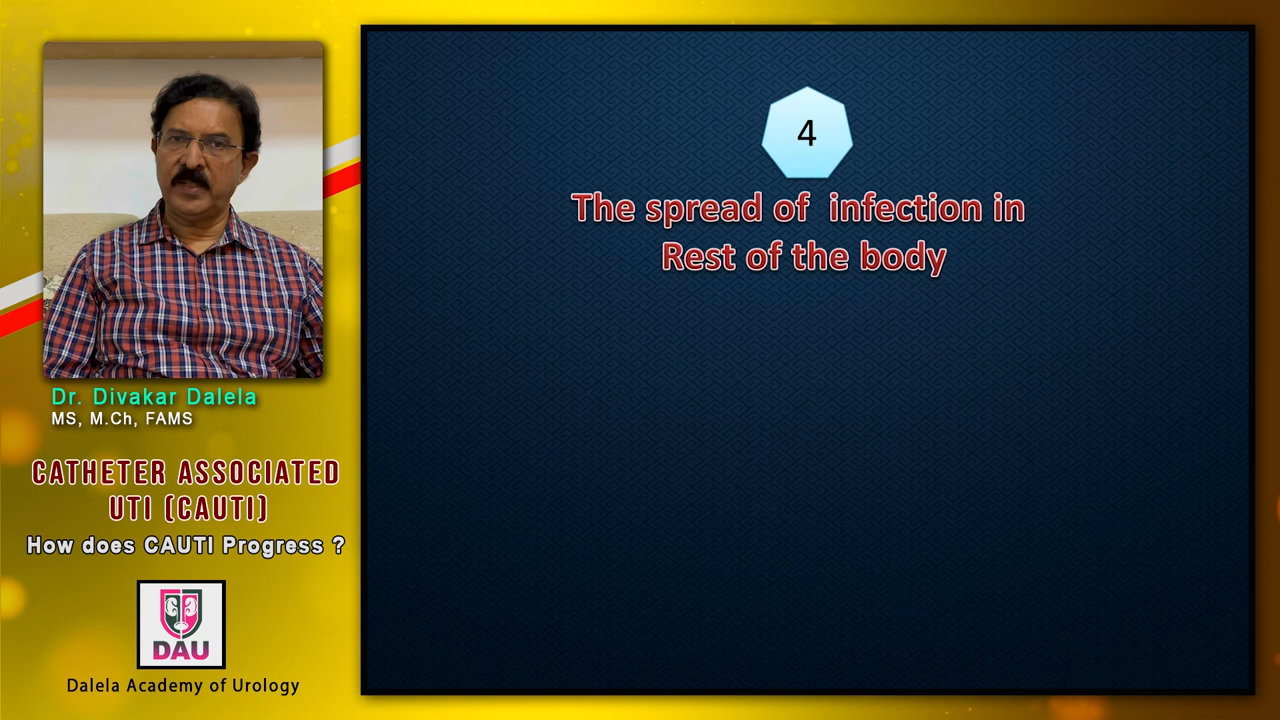 Dr. Divakar Dalela
MS, M.Ch, FAMS
CATHETER ASSOCIATED
UTI (CAUTI)
How does CAUTI Progress ?
DAU
Dalela Academy of Urology
4
The spread of infection in
Rest of the body